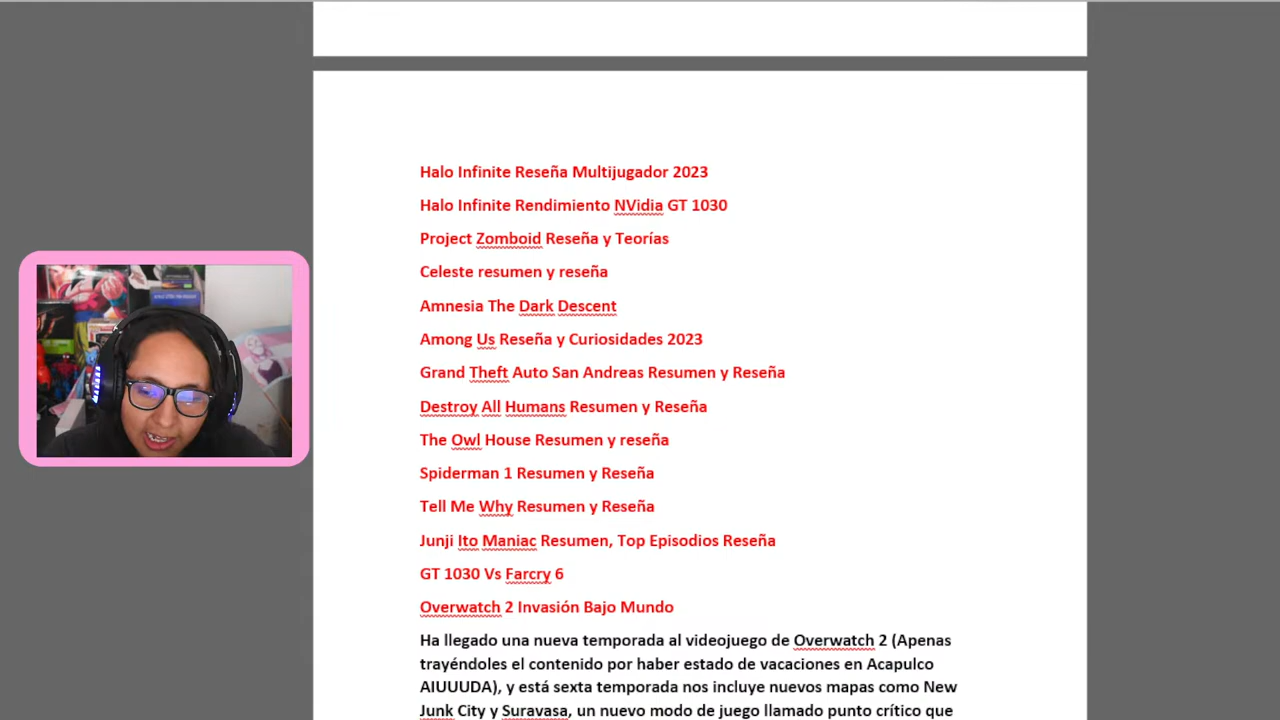 Halo Infinite Reseña Multijugador 2023
Halo Infinite Rendimiento NVidia GT 1030
Project Zomboid Reseña y Teorías
Celeste resumen y reseña
Amnesia The Dark Descent
Among Us Reseña y Curiosidades 2023
Grand Theft Auto San Andreas Resumen y Reseña
Destroy All Humans Resumen y Reseña
The Owl House Resumen y reseña
Spiderman 1 Resumen y Reseña
Tell Me Why Resumen y Reseña
Junji Ito Maniac Resumen, Top Episodios Reseña
GT 1030 Vs Farcry 6
Overwatch 2 Invasión Bajo Mundo
Ha llegado una nueva temporada al videojuego de Overwatch 2 (Apenas
trayéndoles el contenido por haber estado de vacaciones en Acapulco
AIUUUDA), y está sexta temporada nos incluye nuevos mapas como New
Junk City y Suravasa, un nuevo modo de juego llamado punto crítico que